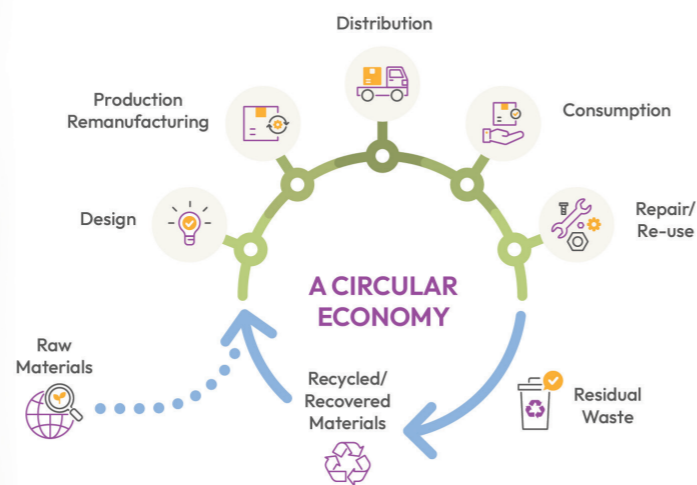 Distribution
Production
Remanufacturing
Consumption
Design
Repair/
Re-use
A CIRCULAR
ECONOMY
Raw
Materials
Recycled/
Recovered
Materials
Residual
Waste